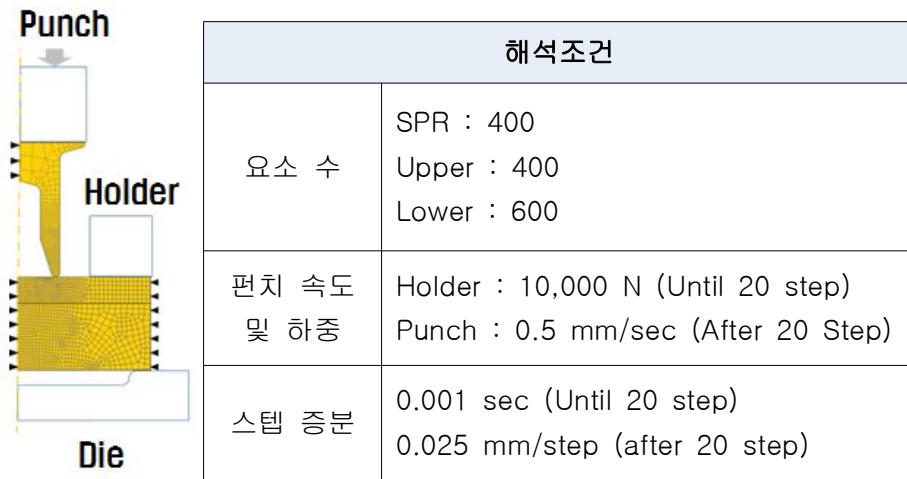 Punch
Holder
Die
해석조건
요소 수
SPR : 400
Upper : 400
Lower : 600
펀치 속도
및 하중
Holder : 10,000 N (Until 20 step)
Punch : 0.5 mm/sec (After 20 Step)
스텝 증분
0.001 sec (Until 20 step)
0.025 mm/step (after 20 step)